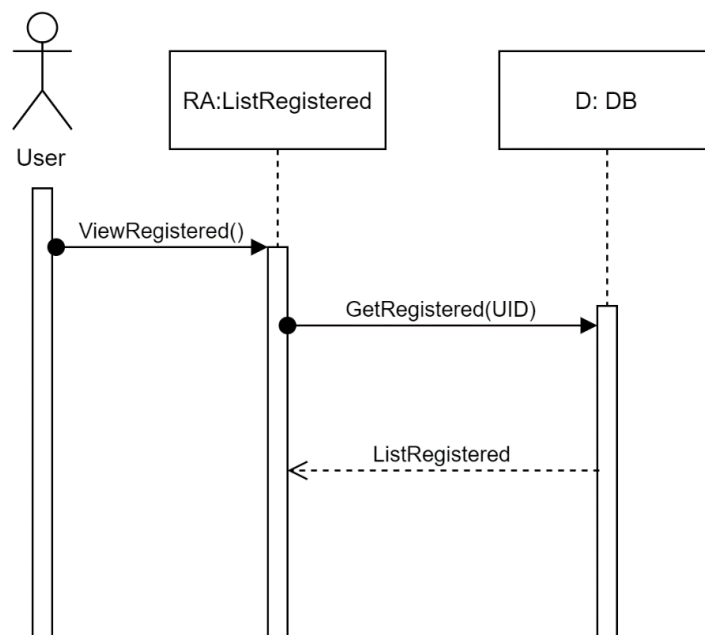 RA:ListRegistered
D: DB
User
ViewRegistered()
GetRegistered(UID)
ListRegistered